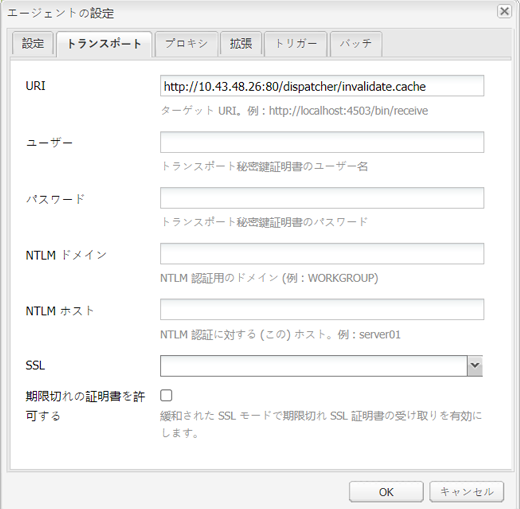 エージェントの設定
設定 トランスポート プロキシ 拡張 トリガー バッチ
URI http://10.43.48.26:80/dispatcher/invalidate.cache
ターゲット URI。例 : http://localhost:4503/bin/receive
ユーザー
トランスポート秘密鍵証明書のユーザー名
パスワード
トランスポート秘密鍵証明書のパスワード
NTLM ドメイン
NTLM 認証用のドメイン (例 : WORKGROUP)
NTLM ホスト
NTLM 認証に対する (この) ホスト。例 : server01
SSL
期限切れの証明書を許
可する
緩和された SSL モードで期限切れ SSL 証明書の受け取りを有効に
します。
OK キャンセル